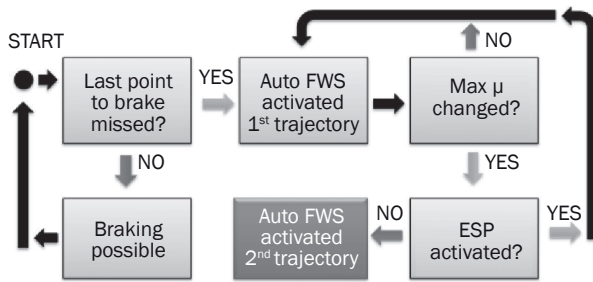 START
Last point
to brake
missed?
YES
Auto FWS
activated
1st trajectory
Max μ
changed?
NO
NO
YES
Braking
possible
Auto FWS
activated
2nd trajectory
NO
ESP
activated?
YES